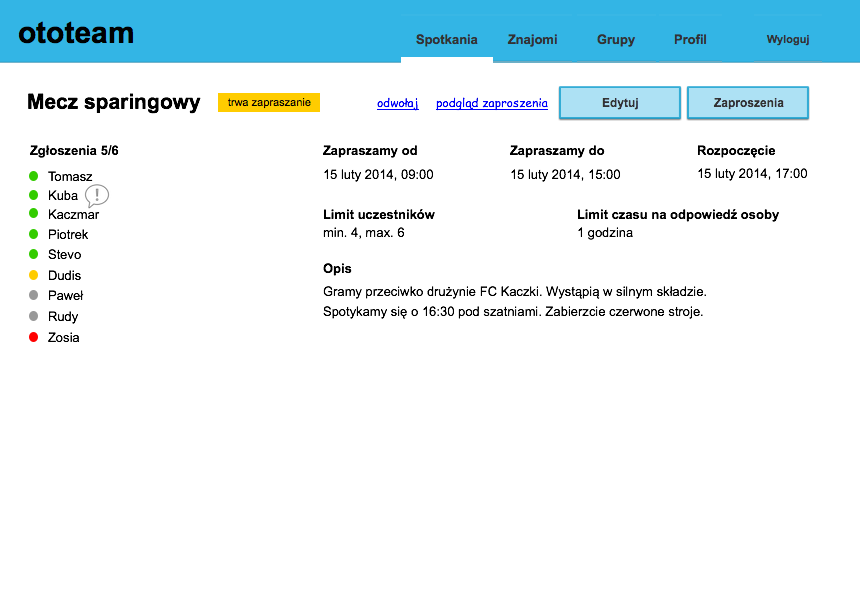 ototeam
Spotkania Znajomi Grupy Profil Wyloguj
Mecz sparingowy trwa zapraszanie odwołaj podgląd zaproszenia Edytuj Zaproszenia
Zgłoszenia 5/6
Tomasz
Kuba !
Kaczmar
Piotrek
Stevo
Dudis
Paweł
Rudy
Zosia
Zapraszamy od Zapraszamy do Rozpoczęcie
15 luty 2014, 09:00 15 luty 2014, 15:00 15 luty 2014, 17:00
Limit uczestników Limit czasu na odpowiedź osoby
min. 4, max. 6 1 godzina
Opis
Gramy przeciwko drużynie FC Kaczki. Wystąpią w silnym składzie.
Spotykamy się o 16:30 pod szatniami. Zabierzcie czerwone stroje.